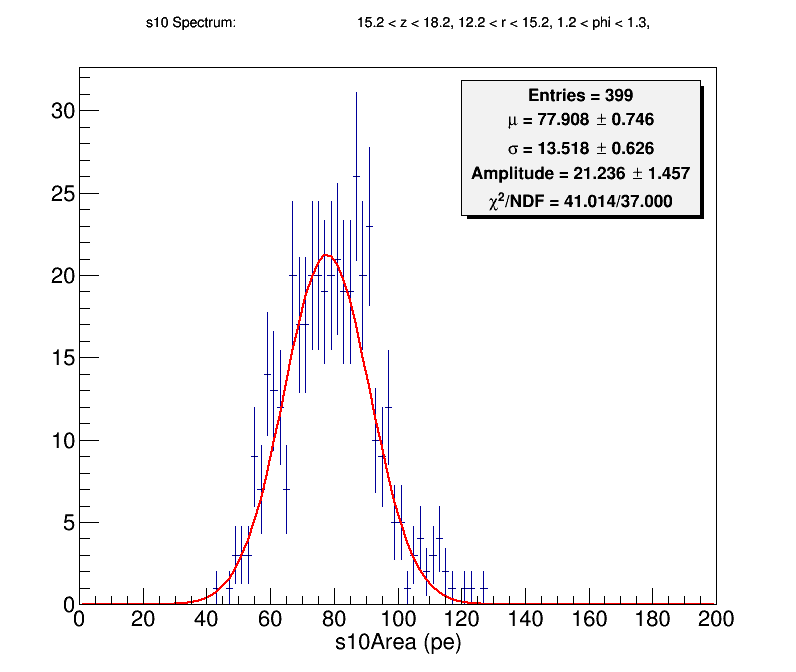 s10 Spectrum: 15.2 < z < 18.2, 12.2 < r < 15.2, 1.2 < phi < 1.3,
Entries = 399
μ = 77.908 ± 0.746
σ = 13.518 ± 0.626
Amplitude = 21.236 ± 1.457
χ²/NDF = 41.014/37.000
30
25
20
15
10
5
0
0 20 40 60 80 100 120 140 160 180 200
s10Area (pe)